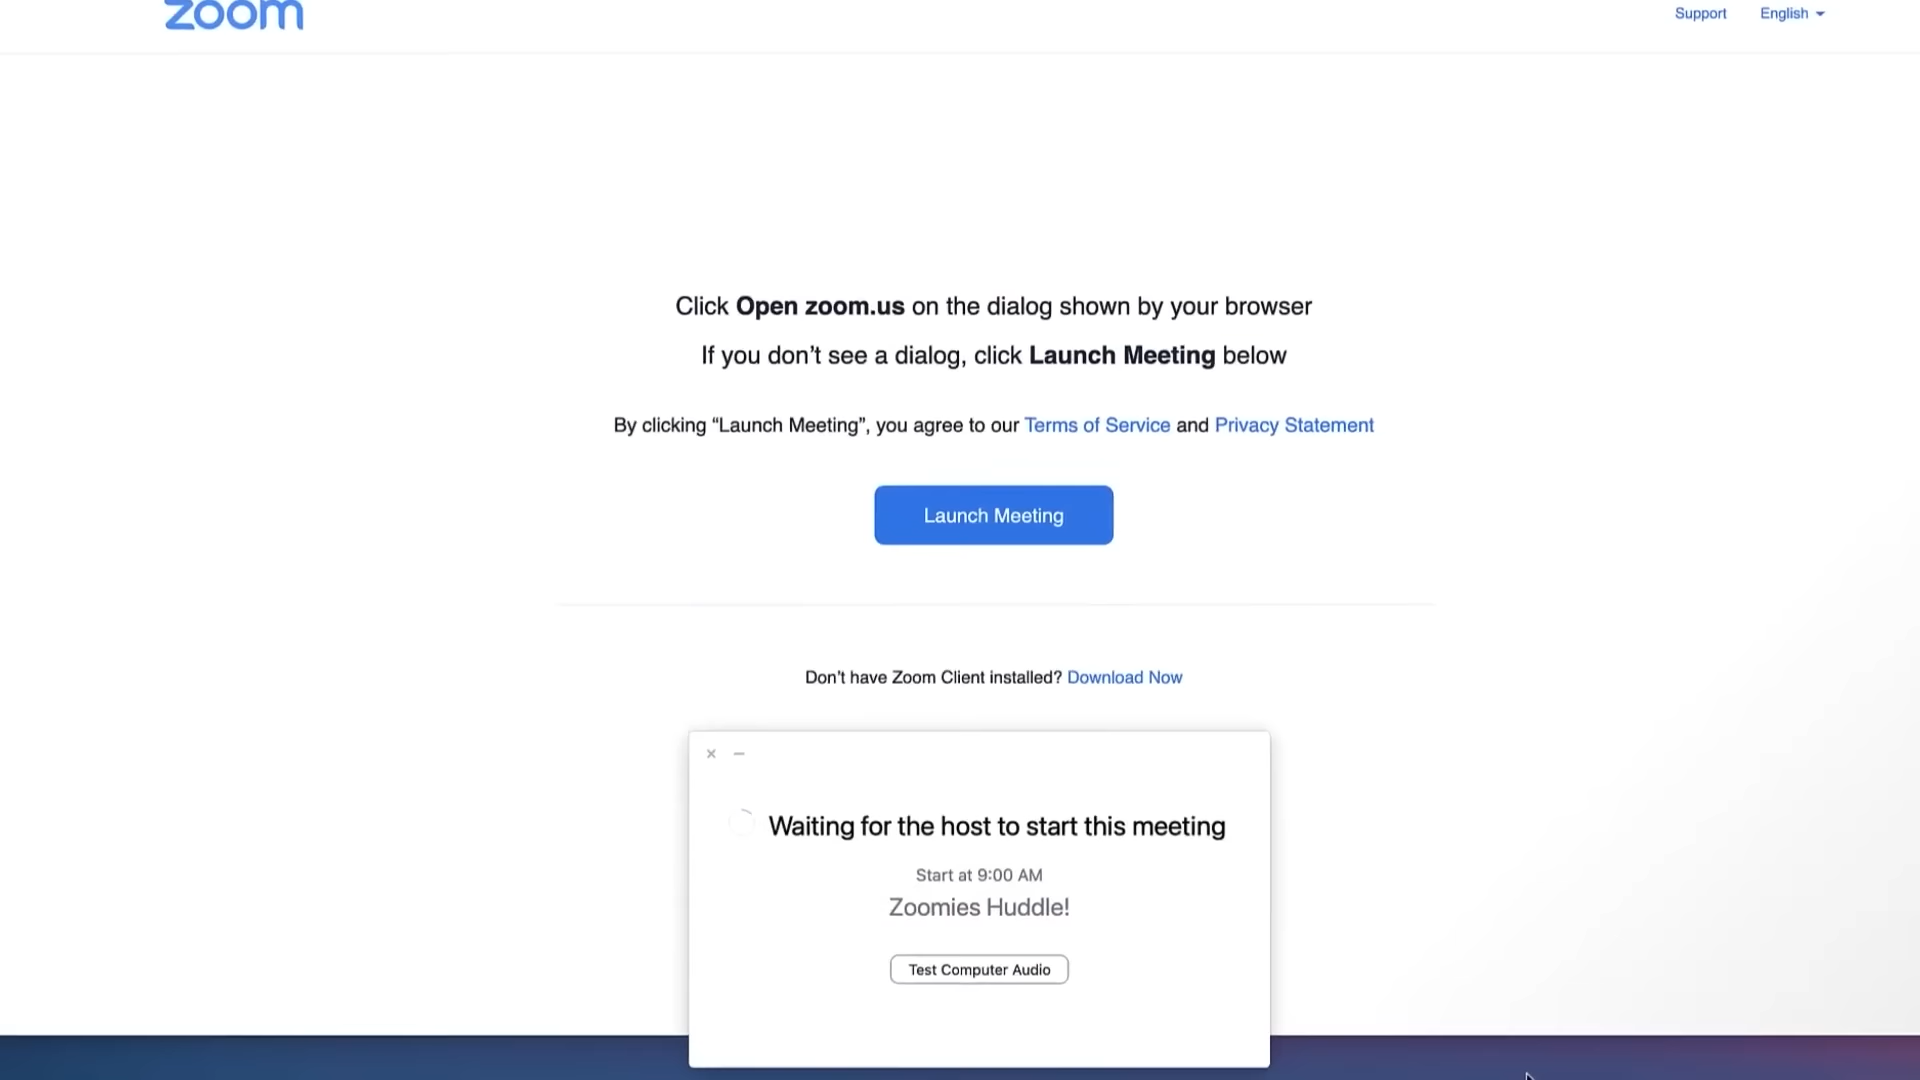 zoom
Support
English
Click Open zoom.us on the dialog shown by your browser
If you don’t see a dialog, click Launch Meeting below
By clicking “Launch Meeting”, you agree to our Terms of Service and Privacy Statement
Launch Meeting
Don’t have Zoom Client installed? Download Now
Waiting for the host to start this meeting
Start at 9:00 AM
Zoomies Huddle!
Test Computer Audio